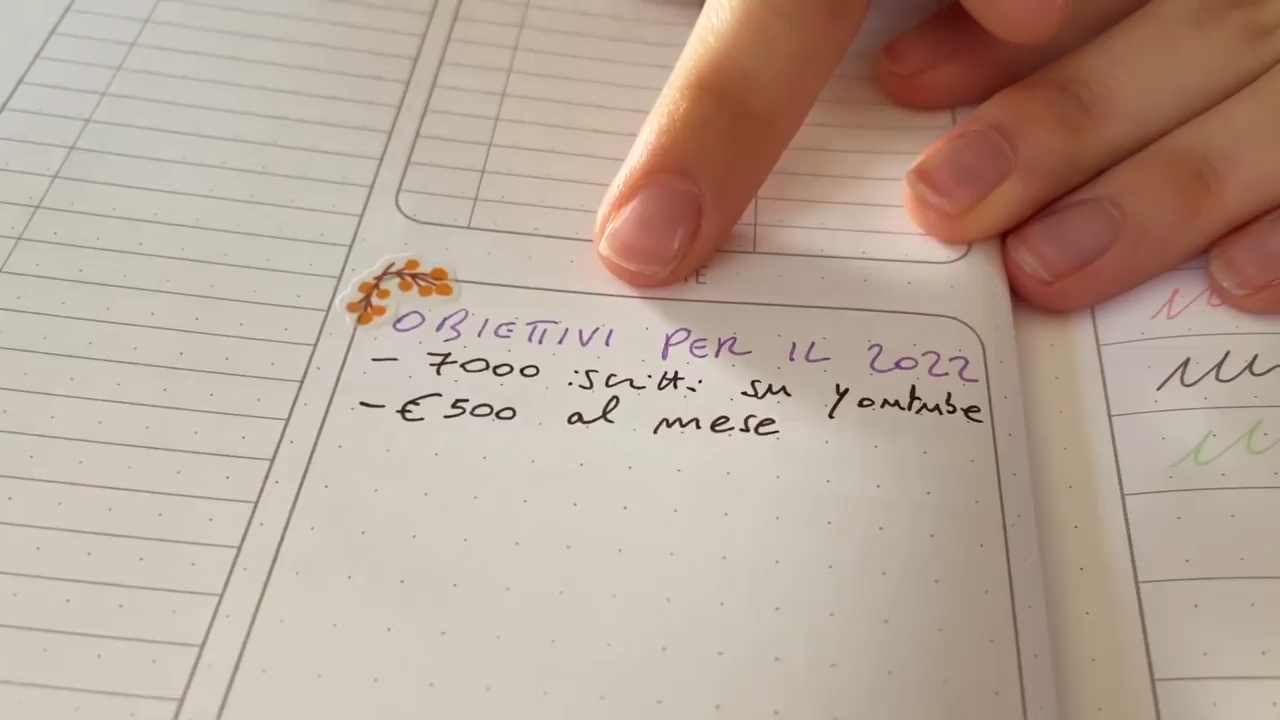 OBIETTIVI PER IL 2022
- 7000 iscritti su youtube
- €500 al mese